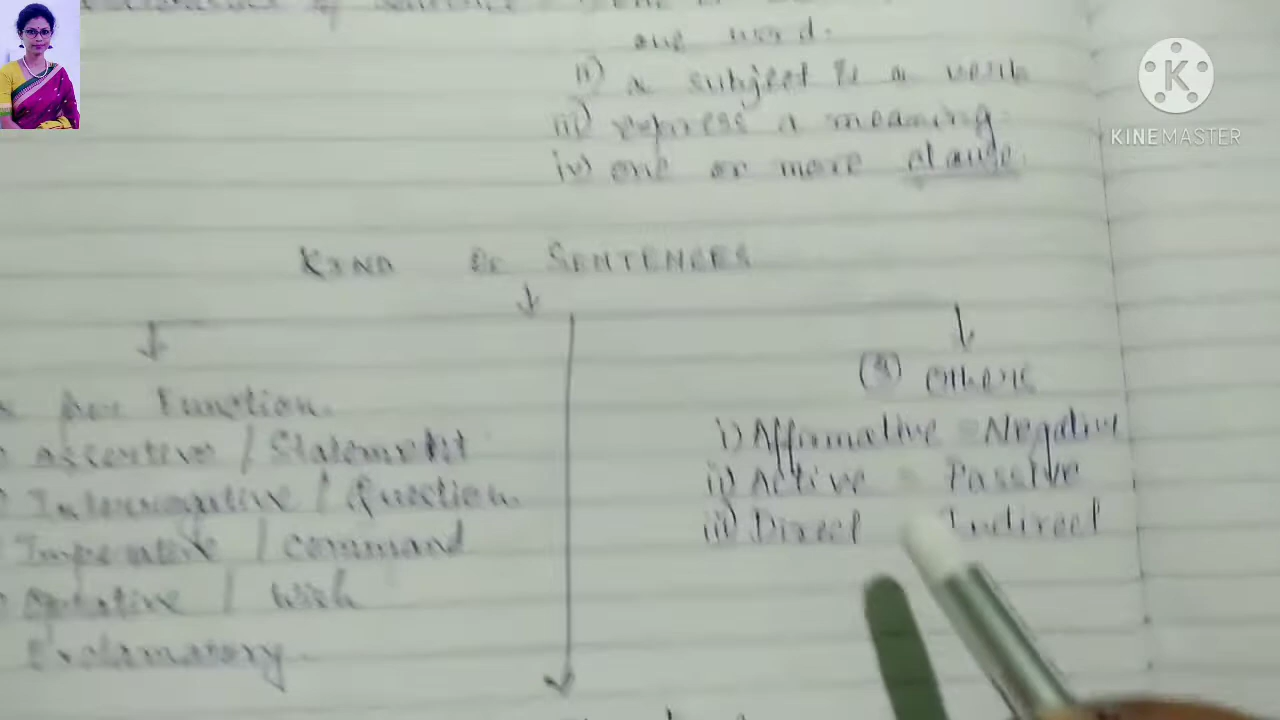 one word.
ii) a subject & a verb
iii) express a meaning.
iv) one or more clause.
KINEMASTER
KIND OF SENTENCES
(3) Others
per Function.
i) Affirmative Negative
Assertive / Statement
ii) Active Passive
Interrogative / Question
iii) Direct Indirect
Imperative / command
Optative / Wish
Exclamatory.